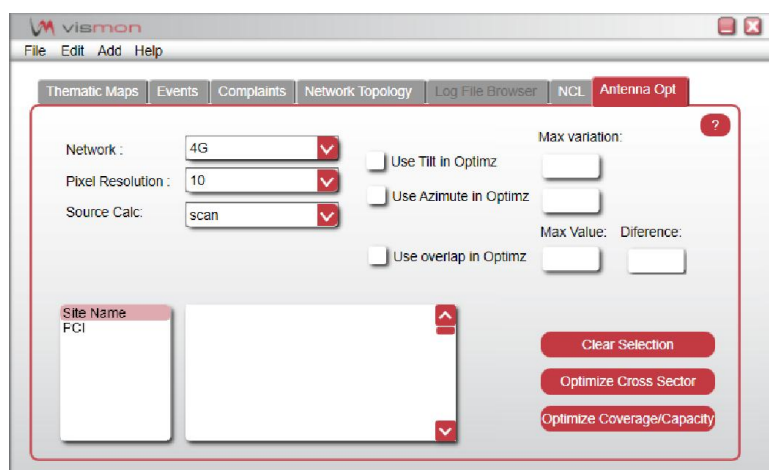 vismon
File Edit Add Help
Thematic Maps Events Complaints Network Topology Log File Browser NCL Antenna Opt
?
Max variation:
Network : 4G
Use Tilt in Optimz
Pixel Resolution : 10
Use Azimute in Optimz
Source Calc: scan
Max Value: Diference:
Use overlap in Optimz
Site Name
PCI
Clear Selection
Optimize Cross Sector
Optimize Coverage/Capacity